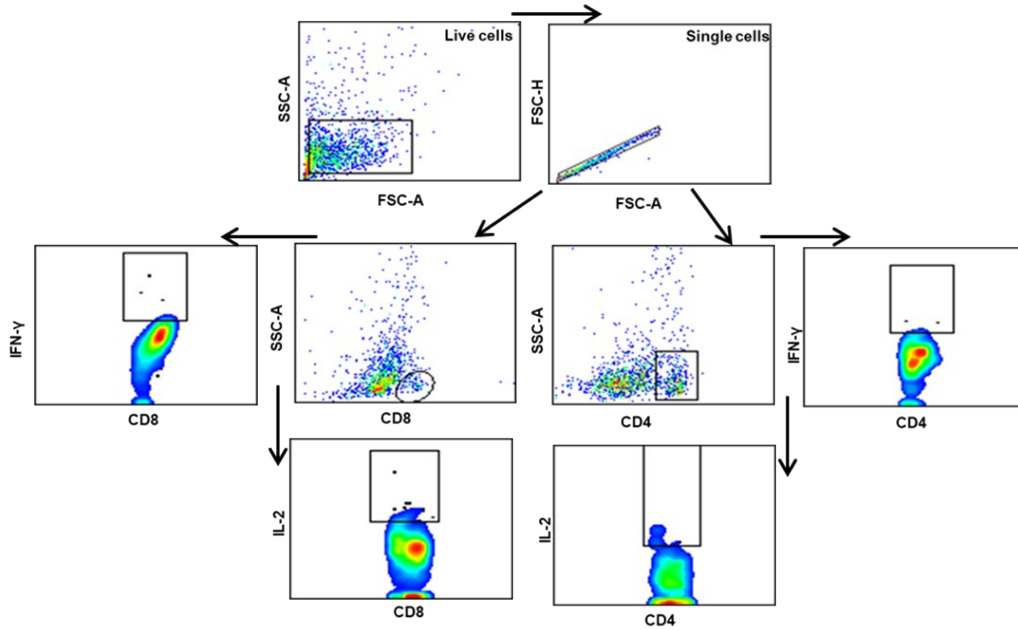 Live cells
SSC-A
FSC-A
Single cells
FSC-H
FSC-A
IFN-γ
CD8
SSC-A
CD8
SSC-A
CD4
IFN-γ
CD4
IL-2
CD8
IL-2
CD4